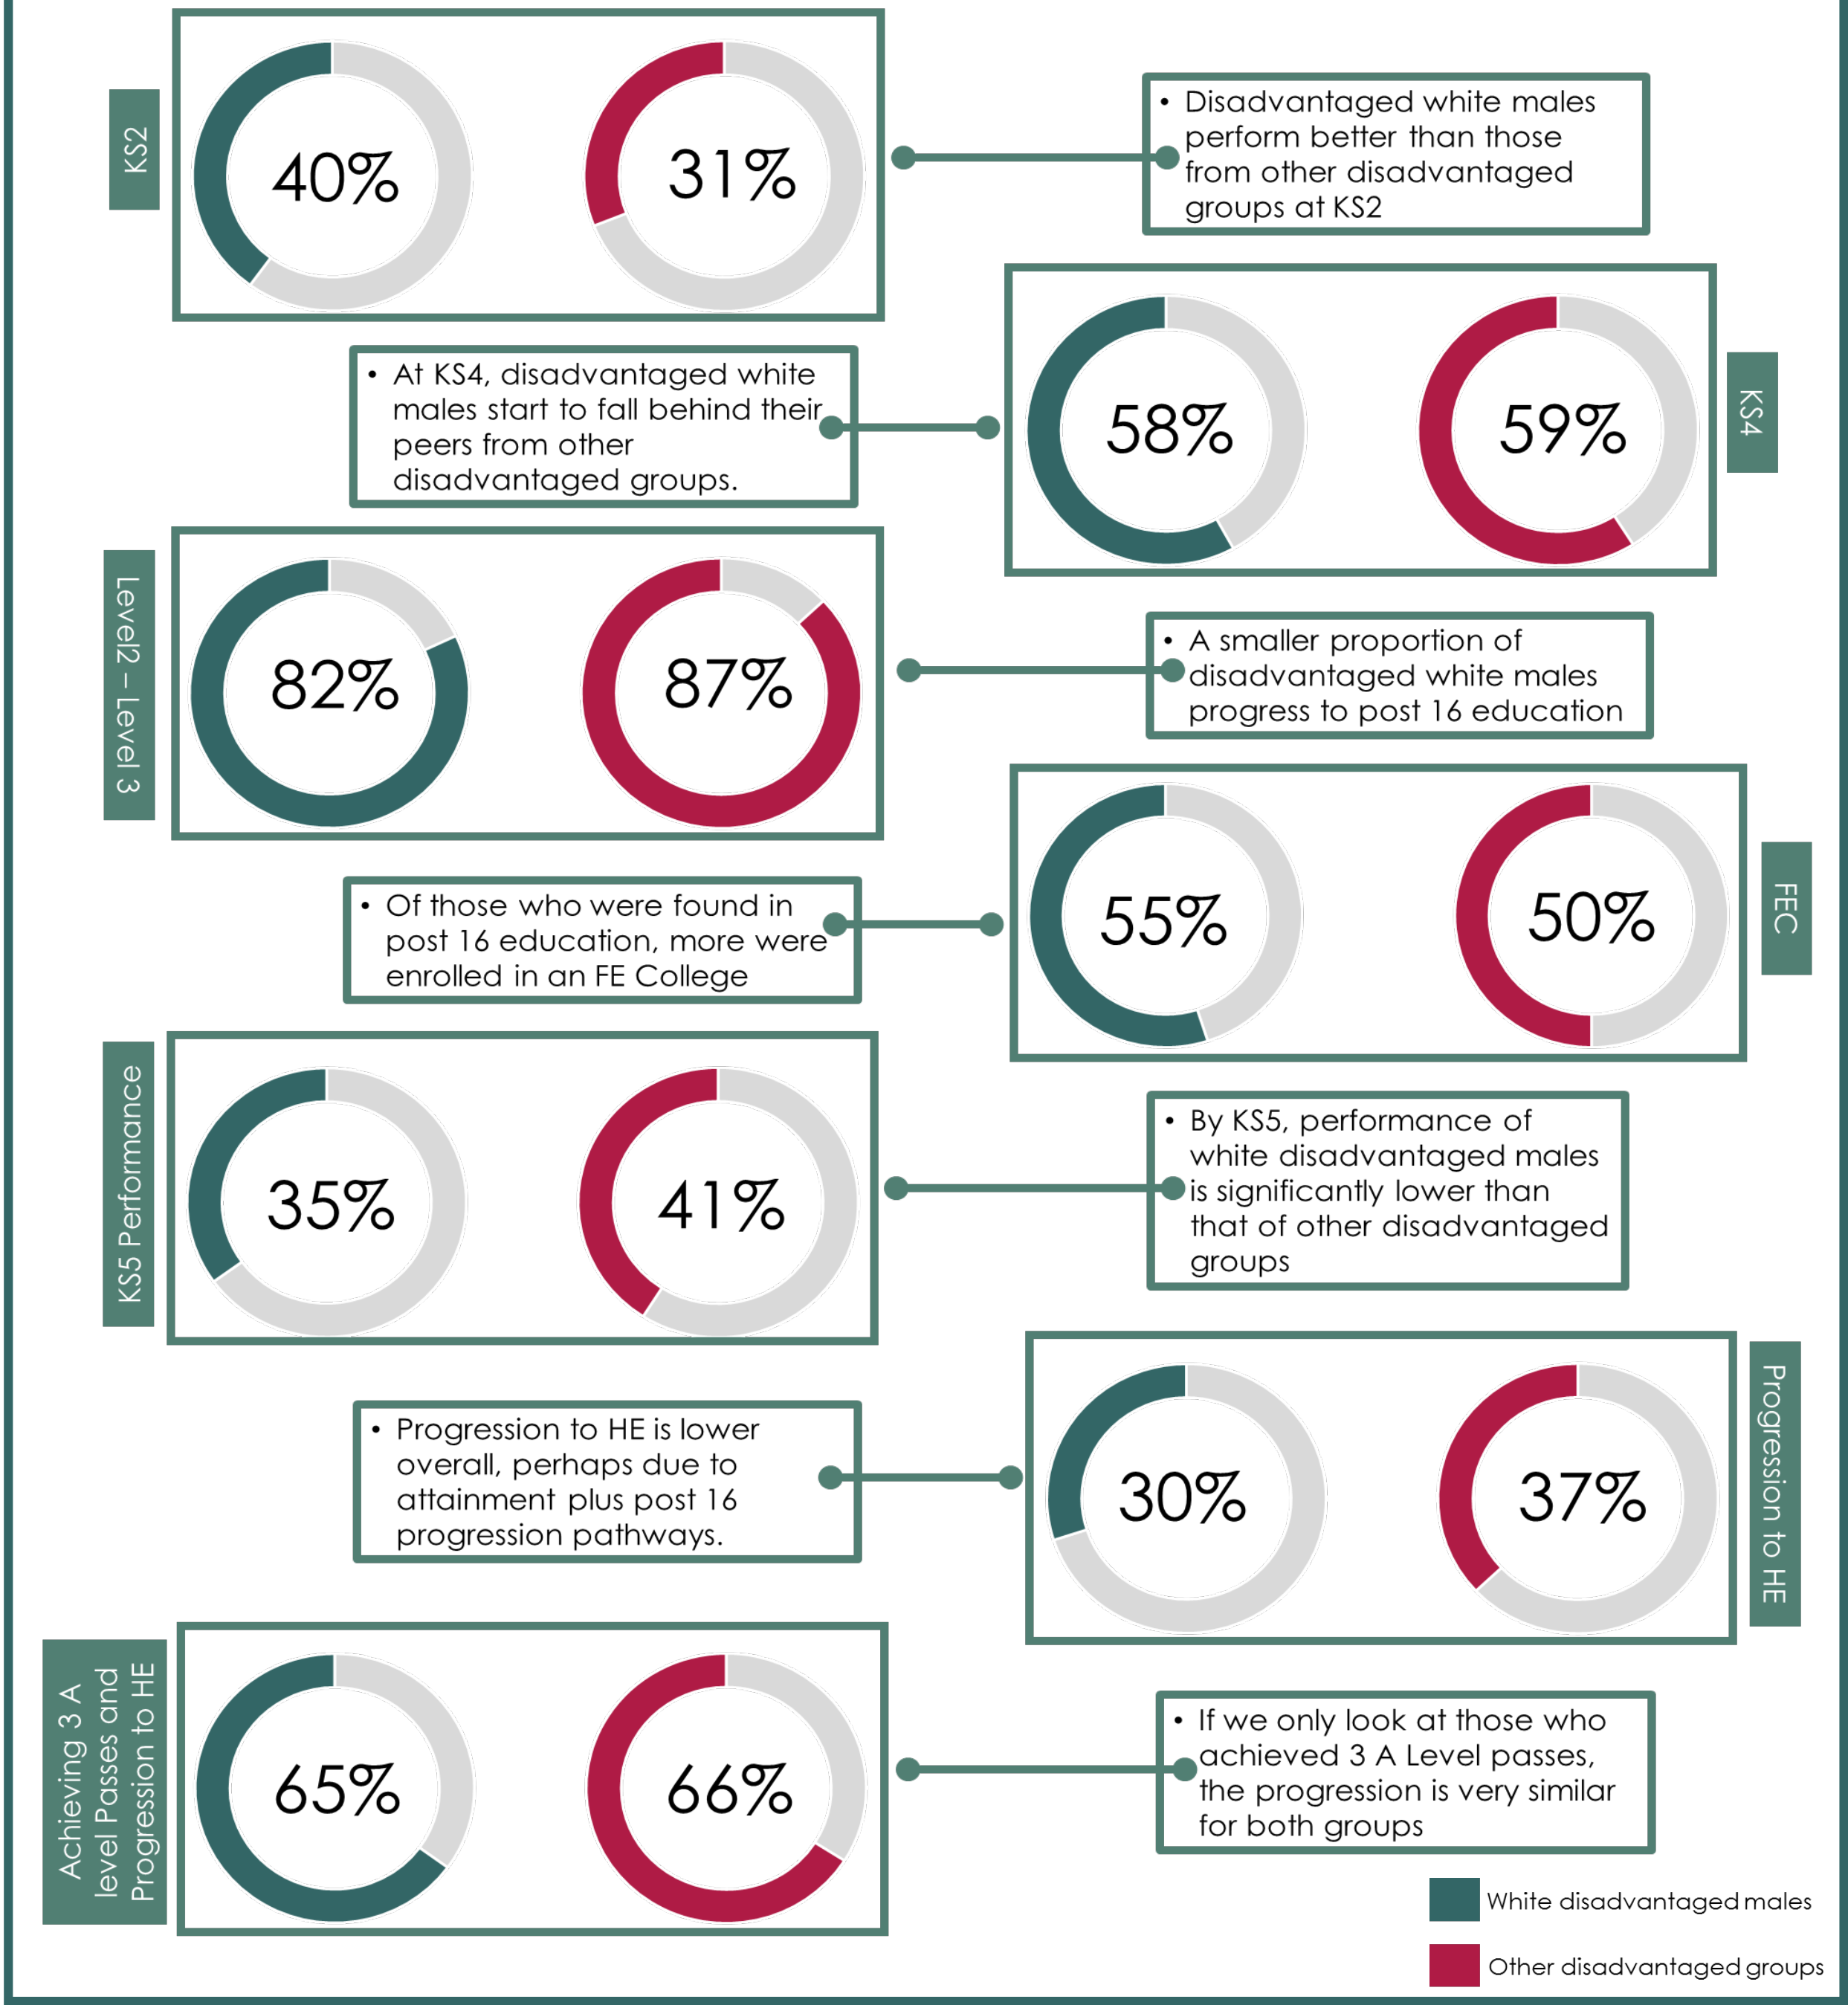 KS2
40%
31%
• Disadvantaged white males
perform better than those
from other disadvantaged
groups at KS2
• At KS4, disadvantaged white
males start to fall behind their
peers from other
disadvantaged groups.
58%
59%
KS4
Level2 – Level 3
82%
87%
• A smaller proportion of
disadvantaged white males
progress to post 16 education
• Of those who were found in
post 16 education, more were
enrolled in an FE College
55%
50%
FEC
KS5 Performance
35%
41%
• By KS5, performance of
white disadvantaged males
is significantly lower than
that of other disadvantaged
groups
• Progression to HE is lower
overall, perhaps due to
attainment plus post 16
progression pathways.
30%
37%
Progression to HE
Achieving 3 A
level Passes and
Progression to HE
65%
66%
• If we only look at those who
achieved 3 A Level passes,
the progression is very similar
for both groups
White disadvantaged males
Other disadvantaged groups